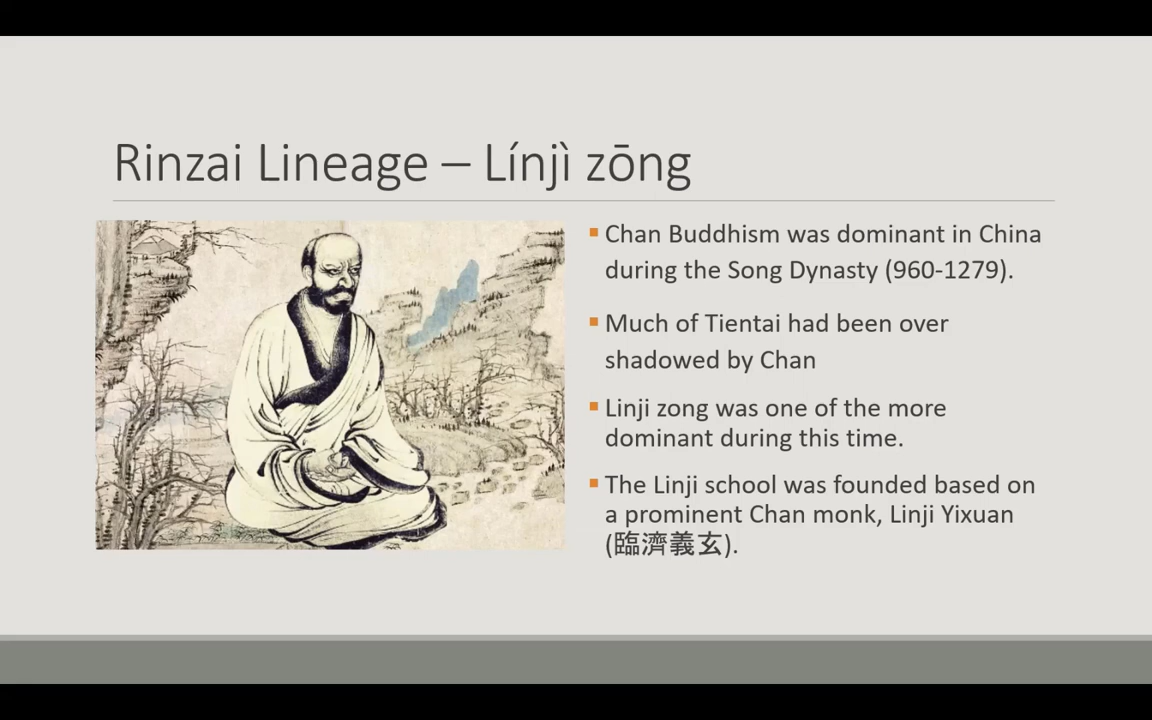 Rinzai Lineage – Línjì zōng
▪ Chan Buddhism was dominant in China
during the Song Dynasty (960-1279).
▪ Much of Tientai had been over
shadowed by Chan
▪ Linji zong was one of the more
dominant during this time.
▪ The Linji school was founded based on
a prominent Chan monk, Linji Yixuan
(臨濟義玄).